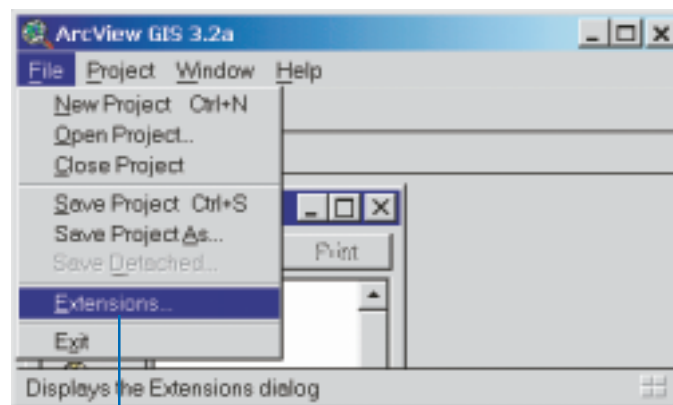 ArcView GIS 3.2a
File Project Window Help
New Project Ctrl+N
Open Project...
Close Project
Save Project Ctrl+S
Save Project As...
Save Detached...
Print
Extensions...
Exit
Displays the Extensions dialog